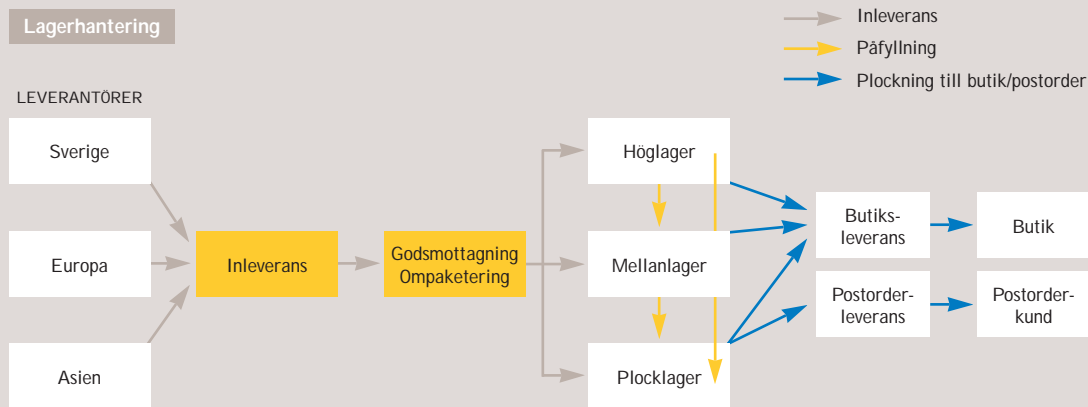 Lagerhantering
Inleverans
Påfyllning
Plockning till butik/postorder
LEVERANTÖRER
Sverige
Europa
Asien
Inleverans
Godsmottagning
Ompaketering
Höglager
Mellanlager
Plocklager
Butiks-
leverans
Butik
Postorder-
leverans
Postorder-
kund